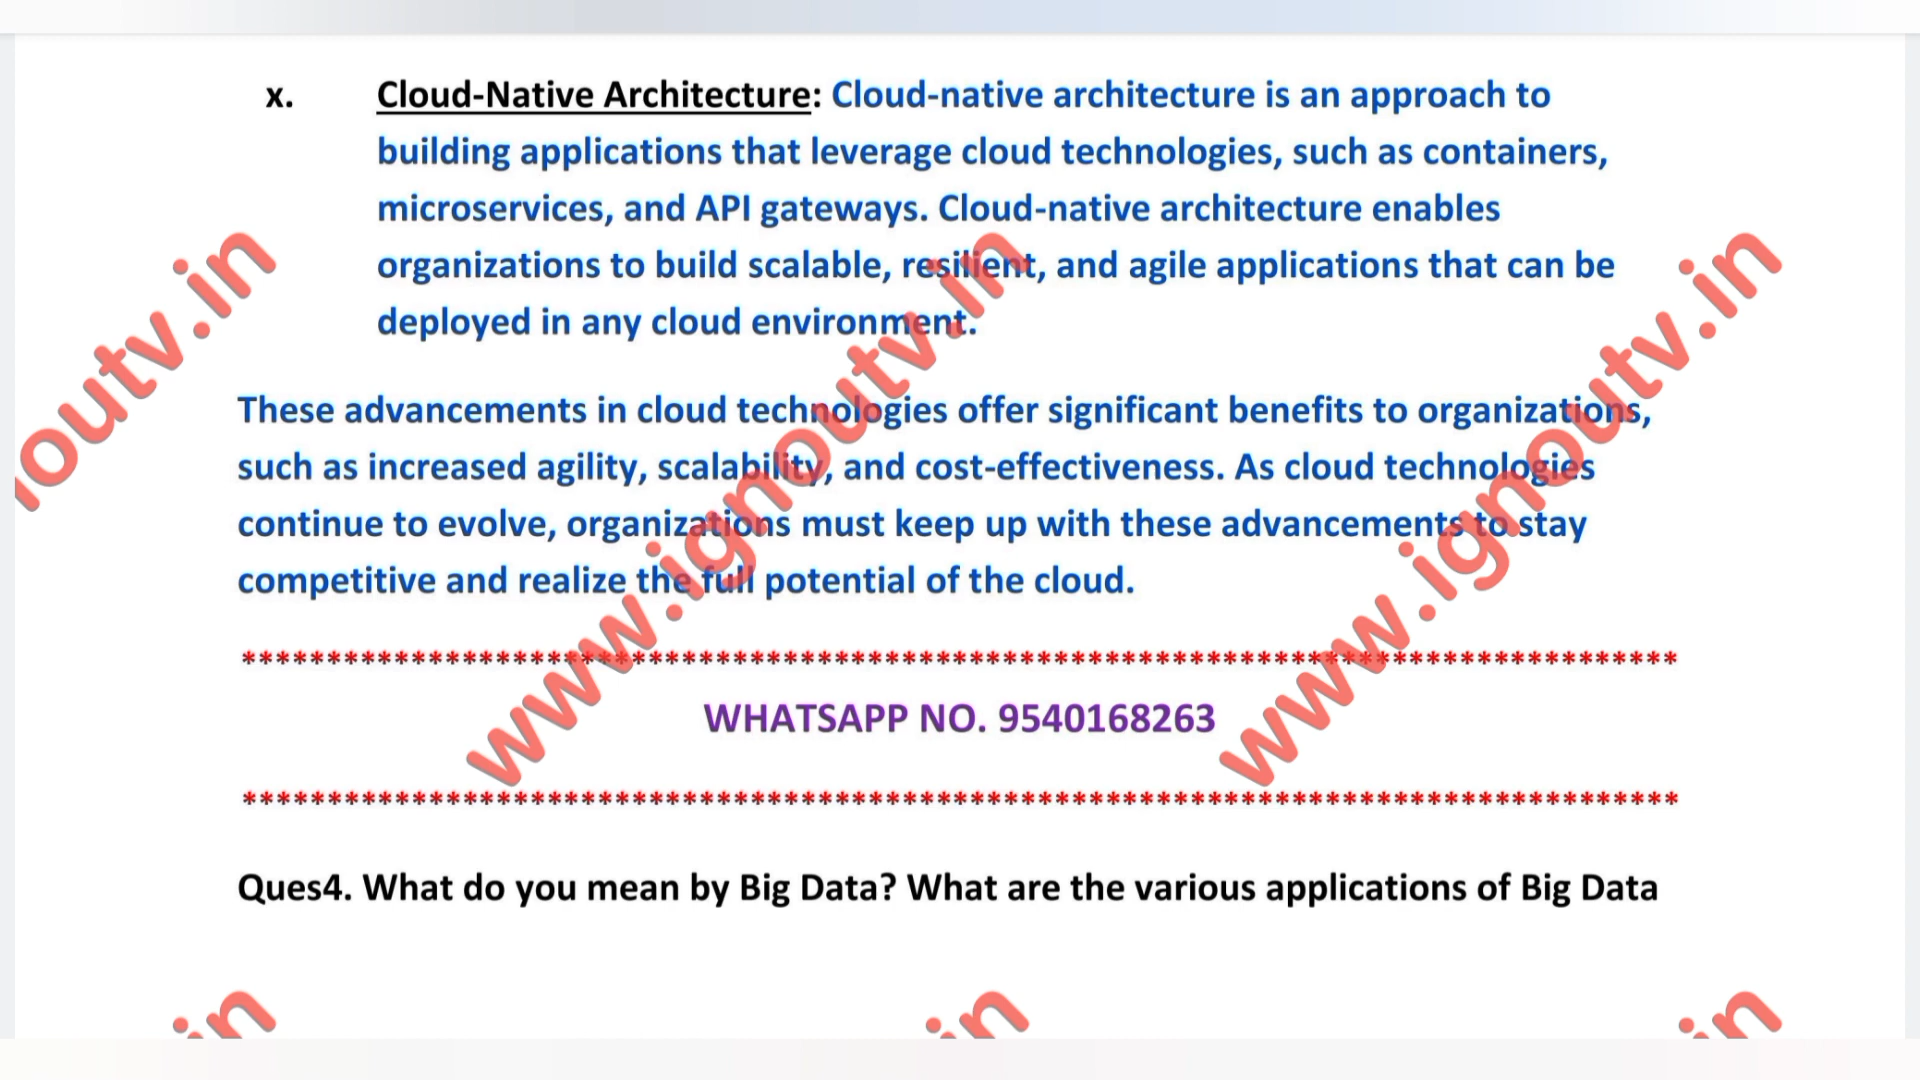 x. Cloud-Native Architecture: Cloud-native architecture is an approach to
building applications that leverage cloud technologies, such as containers,
microservices, and API gateways. Cloud-native architecture enables
organizations to build scalable, resilient, and agile applications that can be
deployed in any cloud environment.
These advancements in cloud technologies offer significant benefits to organizations,
such as increased agility, scalability, and cost-effectiveness. As cloud technologies
continue to evolve, organizations must keep up with these advancements to stay
competitive and realize the full potential of the cloud.
*************************************************************************************
WHATSAPP NO. 9540168263
*************************************************************************************
Ques4. What do you mean by Big Data? What are the various applications of Big Data
noutv.in
www.ignoutv.in
www.ignoutv.in
in
in
in